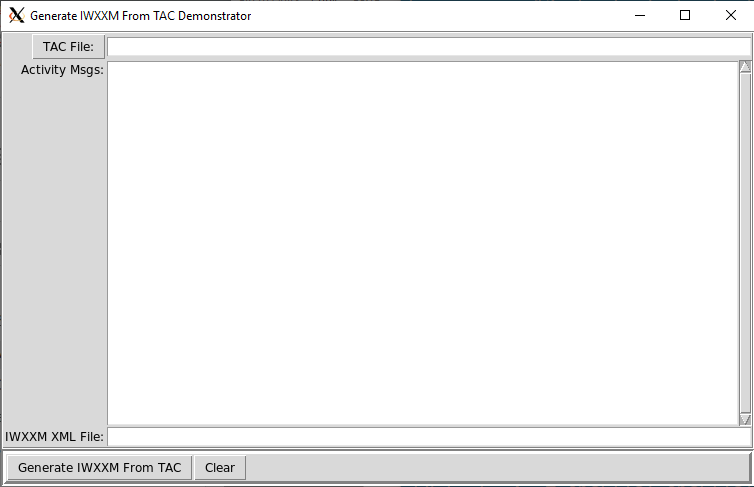 Generate IWXXM From TAC Demonstrator
TAC File:
Activity Msgs:
IWXXM XML File:
Generate IWXXM From TAC
Clear